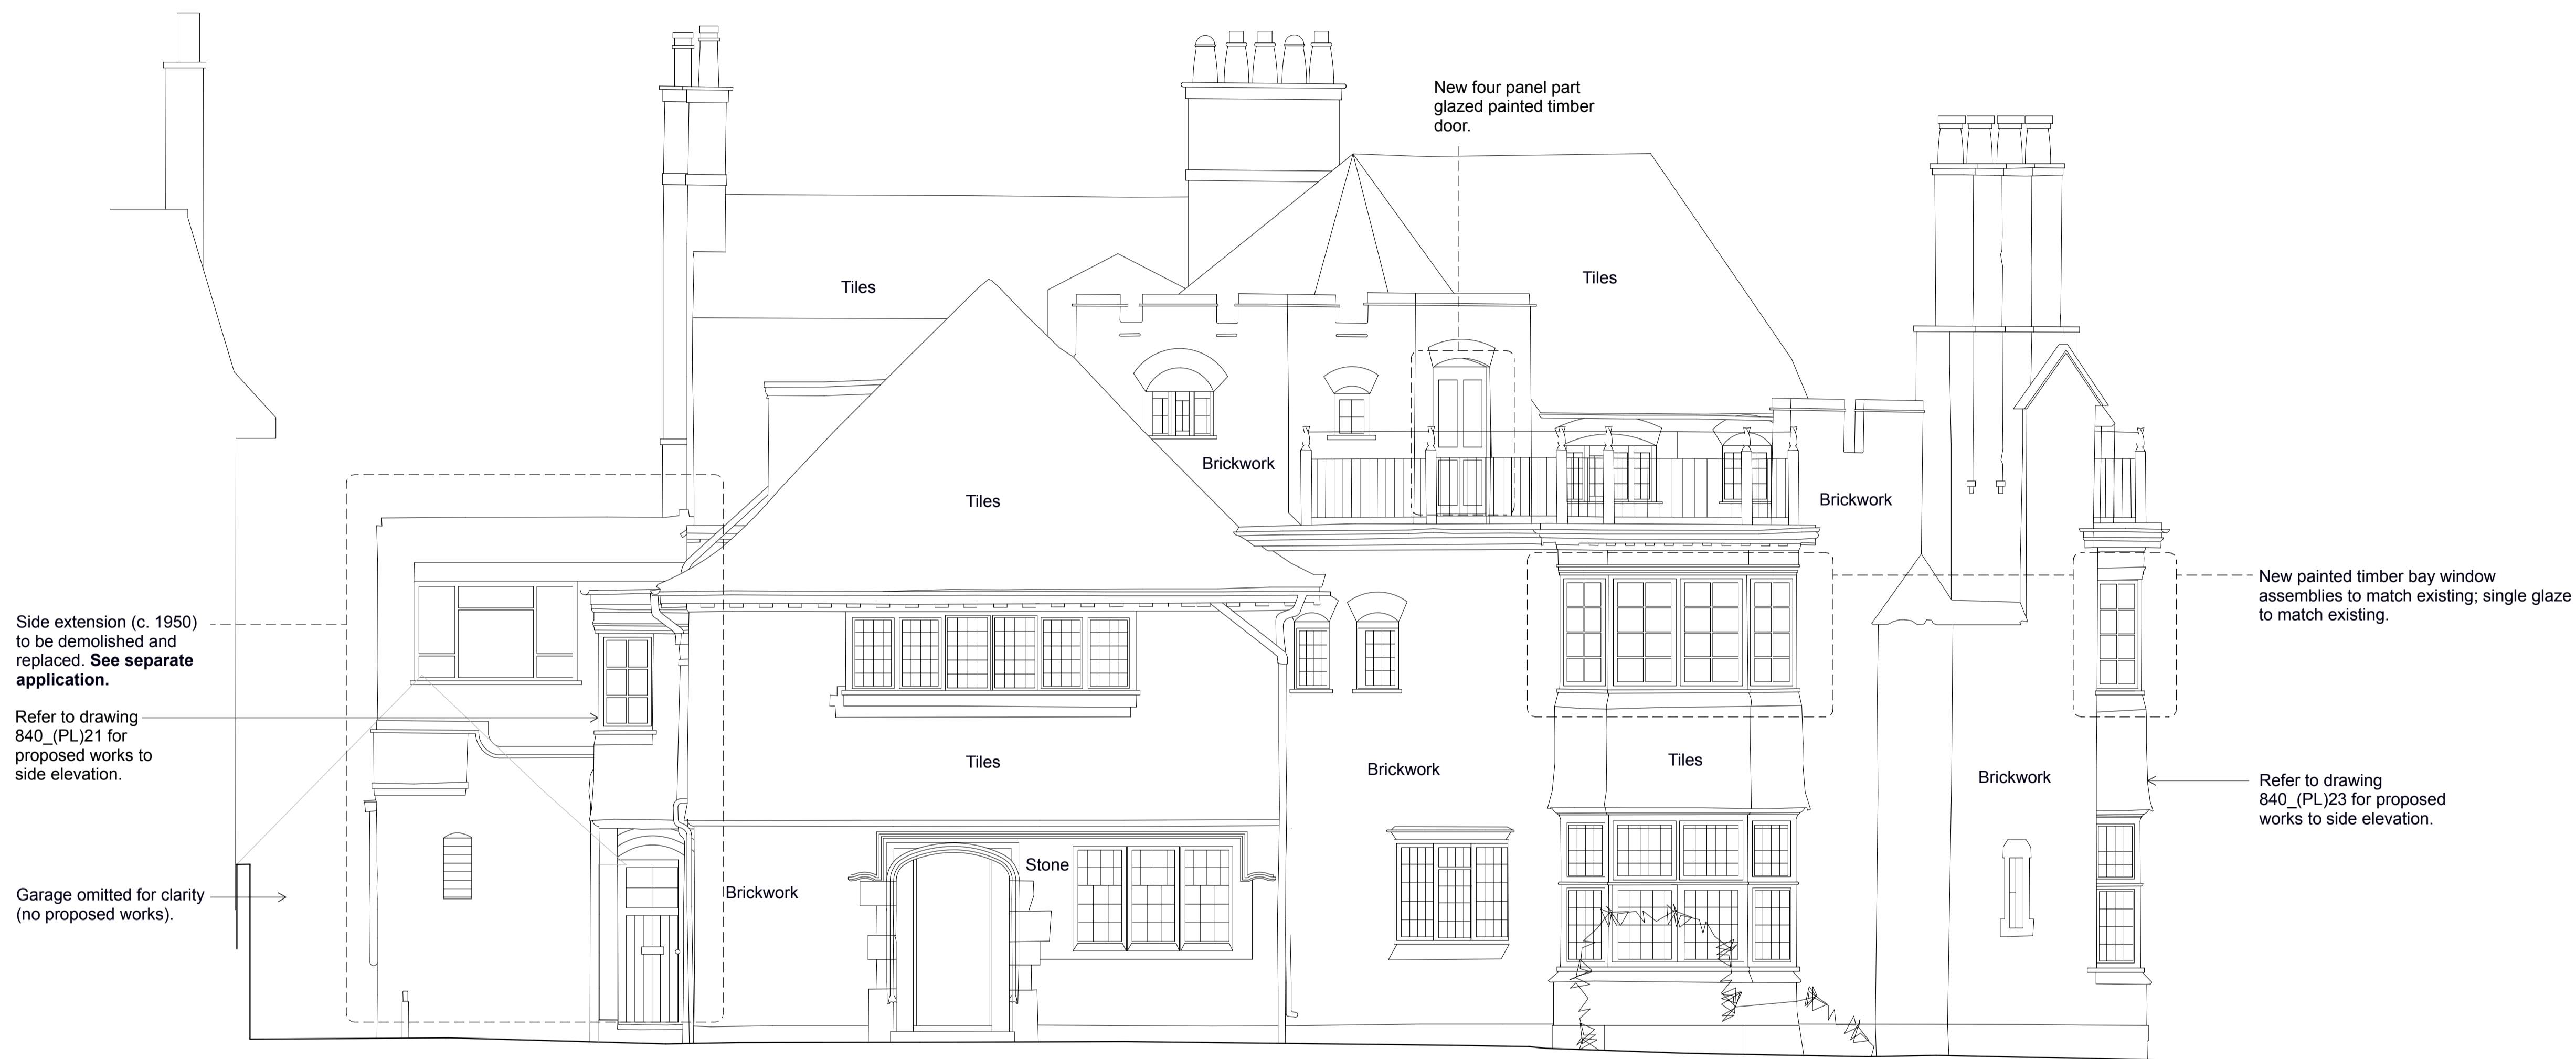 New four panel part
glazed painted timber
door.
Tiles
Tiles
Brickwork
Tiles
Brickwork
New painted timber bay window
assemblies to match existing; single glaze
to match existing.
Side extension (c. 1950)
to be demolished and
replaced. See separate
application.
Refer to drawing
840_(PL)21 for
proposed works to
side elevation.
Tiles
Brickwork
Tiles
Brickwork
Refer to drawing
840_(PL)23 for proposed
works to side elevation.
Stone
Brickwork
Garage omitted for clarity
(no proposed works).